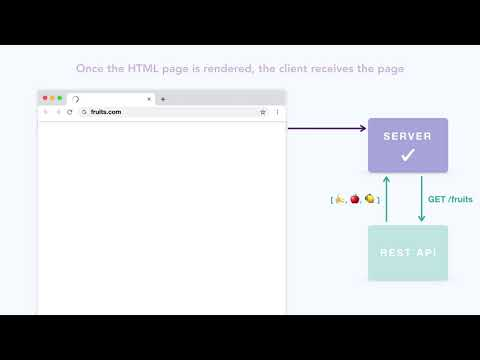 Once the HTML page is rendered, the client receives the page
fruits.com
SERVER
[ 🍌, 🍎, 🍋 ]
GET /fruits
REST API